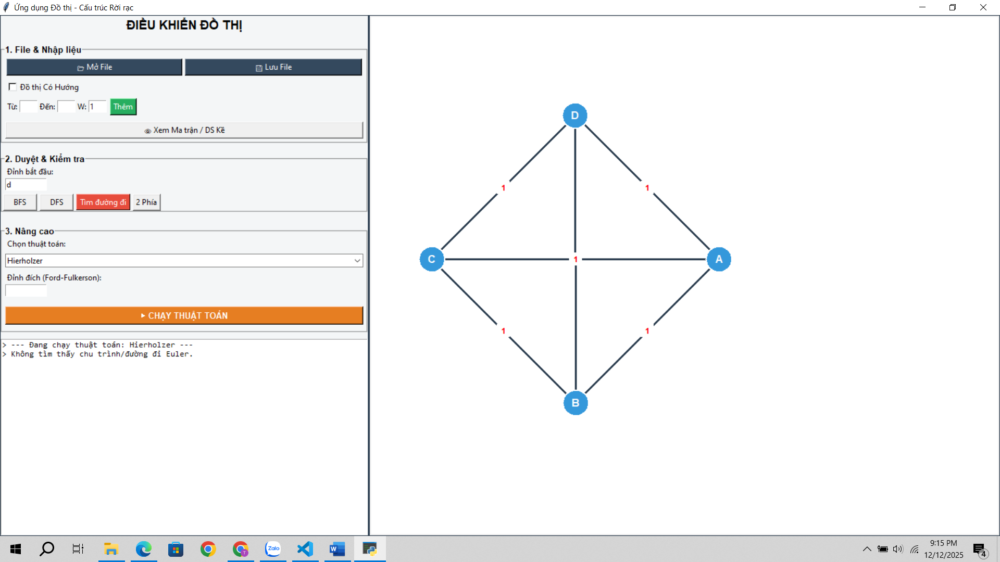 Ứng dụng Đồ thị - Cấu trúc Rời rạc
ĐIỀU KHIỂN ĐỒ THỊ
1. File & Nhập liệu
Mở File
Lưu File
Đồ thị Có Hướng
Từ: Đến: W: 1 Thêm
Xem Ma trận / DS Kề
2. Duyệt & Kiểm tra
Đỉnh bắt đầu:
d
BFS DFS Tìm đường đi 2 Phía
3. Nâng cao
Chọn thuật toán:
Hierholzer
Đỉnh đích (Ford-Fulkerson):
CHẠY THUẬT TOÁN
> --- Đang chạy thuật toán: Hierholzer ---
> Không tìm thấy chu trình/đường đi Euler.
D
1 1
C 1 A
1 1
B
Zalo
W
9:15 PM
12/12/2025
4